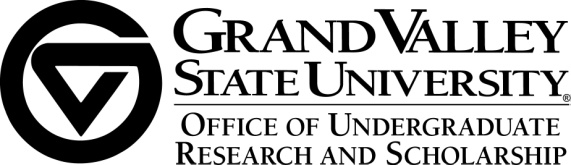 GRAND VALLEY
STATE UNIVERSITY®
OFFICE OF UNDERGRADUATE
RESEARCH AND SCHOLARSHIP